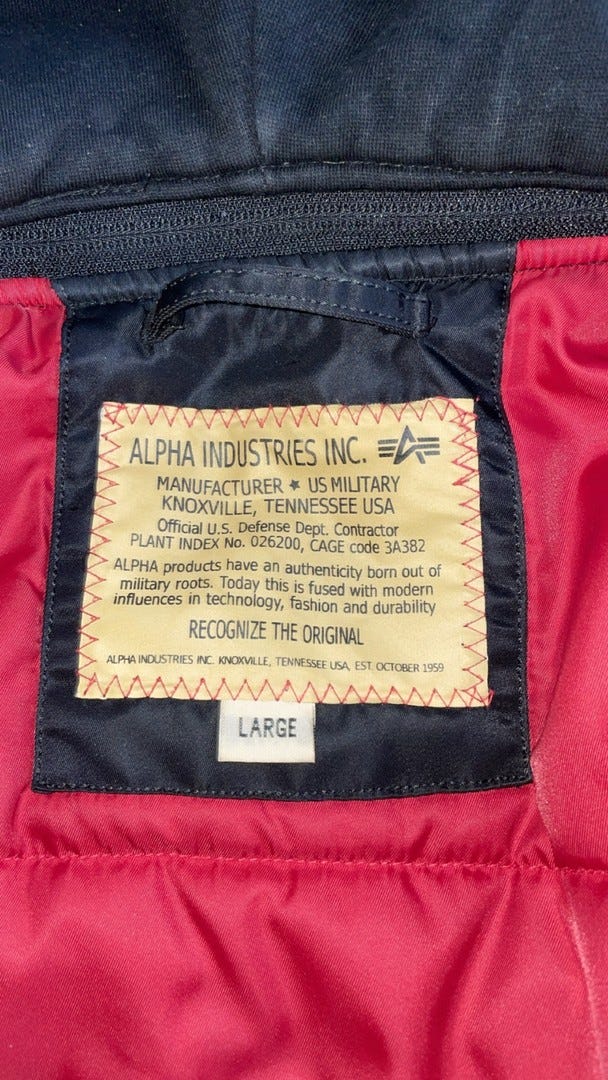 ALPHA INDUSTRIES INC.
MANUFACTURER ★ US MILITARY
KNOXVILLE, TENNESSEE USA
Official U.S. Defense Dept. Contractor
PLANT INDEX No. 026200, CAGE code 3A382
ALPHA products have an authenticity born out of
military roots. Today this is fused with modern
influences in technology, fashion and durability
RECOGNIZE THE ORIGINAL
ALPHA INDUSTRIES INC. KNOXVILLE, TENNESSEE USA, EST. OCTOBER 1959
LARGE